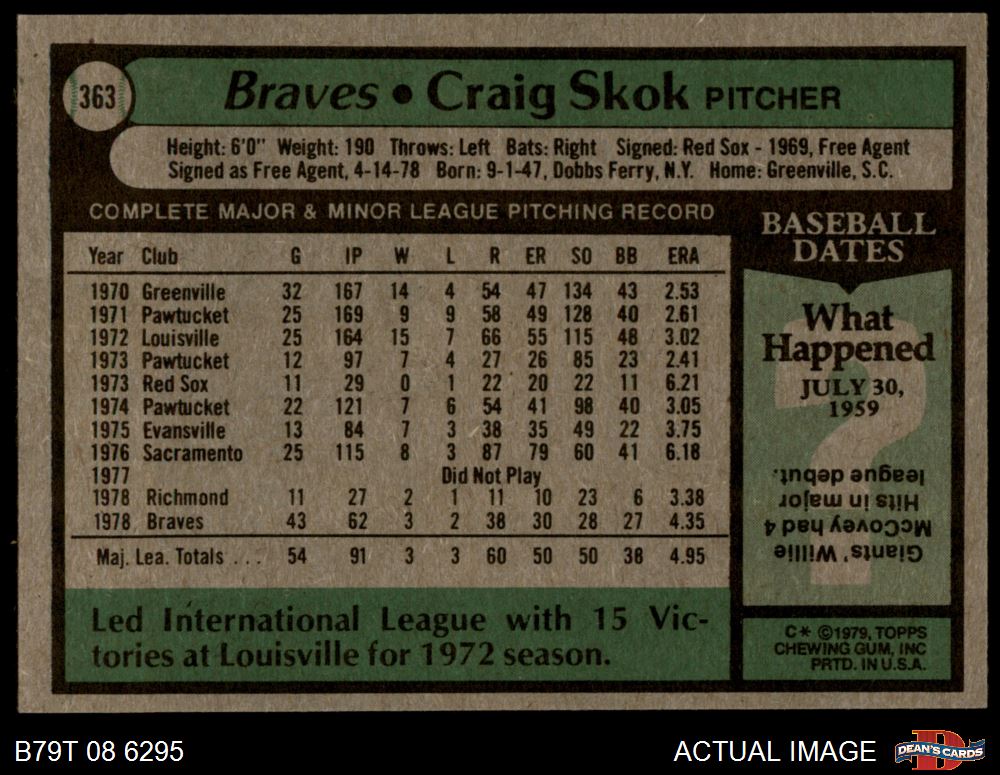 363
Braves • Craig Skok PITCHER
Height: 6'0" Weight: 190 Throws: Left Bats: Right Signed: Red Sox - 1969, Free Agent
Signed as Free Agent, 4-14-78 Born: 9-1-47, Dobbs Ferry, N.Y. Home: Greenville, S.C.
COMPLETE MAJOR & MINOR LEAGUE PITCHING RECORD
Year Club G IP W L R ER SO BB ERA
1970 Greenville 32 167 14 4 54 47 134 43 2.53
1971 Pawtucket 25 169 9 9 58 49 128 40 2.61
1972 Louisville 25 164 15 7 66 55 115 48 3.02
1973 Pawtucket 12 97 7 4 27 26 85 23 2.41
1973 Red Sox 11 29 0 1 22 20 22 11 6.21
1974 Pawtucket 22 121 7 6 54 41 98 40 3.05
1975 Evansville 13 84 7 3 38 35 49 22 3.75
1976 Sacramento 25 115 8 3 87 79 60 41 6.18
1977 Did Not Play
1978 Richmond 11 27 2 1 11 10 23 6 3.38
1978 Braves 43 62 3 2 38 30 28 27 4.35
Maj. Lea. Totals ... 54 91 3 3 60 50 50 38 4.95
Led International League with 15 Vic-
tories at Louisville for 1972 season.
BASEBALL
DATES
What
Happened
JULY 30,
1959
?
Giants' Willie
McCovey had 4
Hits in major
league debut.
C* ©1979, TOPPS
CHEWING GUM, INC
PRTD. IN U.S.A.
B79T 08 6295
ACTUAL IMAGE
D
DEAN'S CARDS